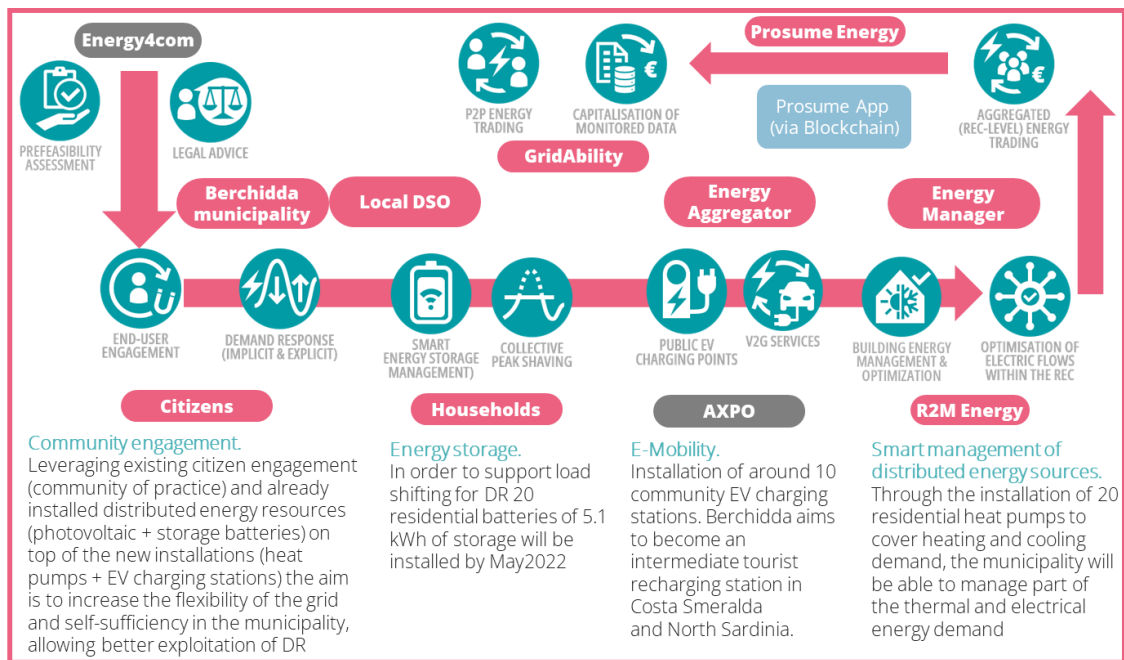 Energy4com
PREFEASIBILITY
ASSESSMENT
LEGAL ADVICE
P2P ENERGY
TRADING
CAPITALISATION OF
MONITORED DATA
Prosume Energy
Prosume App
(via Blockchain)
AGGREGATED
(REC-LEVEL) ENERGY
TRADING
GridAbility
Berchidda
municipality
Local DSO
Energy
Aggregator
Energy
Manager
END-USER
ENGAGEMENT
DEMAND RESPONSE
(IMPLICIT & EXPLICIT)
SMART
ENERGY STORAGE
MANAGEMENT)
COLLECTIVE
PEAK SHAVING
PUBLIC EV
CHARGING POINTS
V2G SERVICES
BUILDING ENERGY
MANAGEMENT &
OPTIMIZATION
OPTIMISATION OF
ELECTRIC FLOWS
WITHIN THE REC
Citizens
Community engagement.
Leveraging existing citizen engagement
(community of practice) and already
installed distributed energy resources
(photovoltaic + storage batteries) on
top of the new installations (heat
pumps + EV charging stations) the aim
is to increase the flexibility of the grid
and self-sufficiency in the municipality,
allowing better exploitation of DR
Households
Energy storage.
In order to support load
shifting for DR 20
residential batteries of 5.1
kWh of storage will be
installed by May2022
AXPO
E-Mobility.
Installation of around 10
community EV charging
stations. Berchidda aims
to become an
intermediate tourist
recharging station in
Costa Smeralda
and North Sardinia.
R2M Energy
Smart management of
distributed energy sources.
Through the installation of 20
residential heat pumps to
cover heating and cooling
demand, the municipality will
be able to manage part of
the thermal and electrical
energy demand